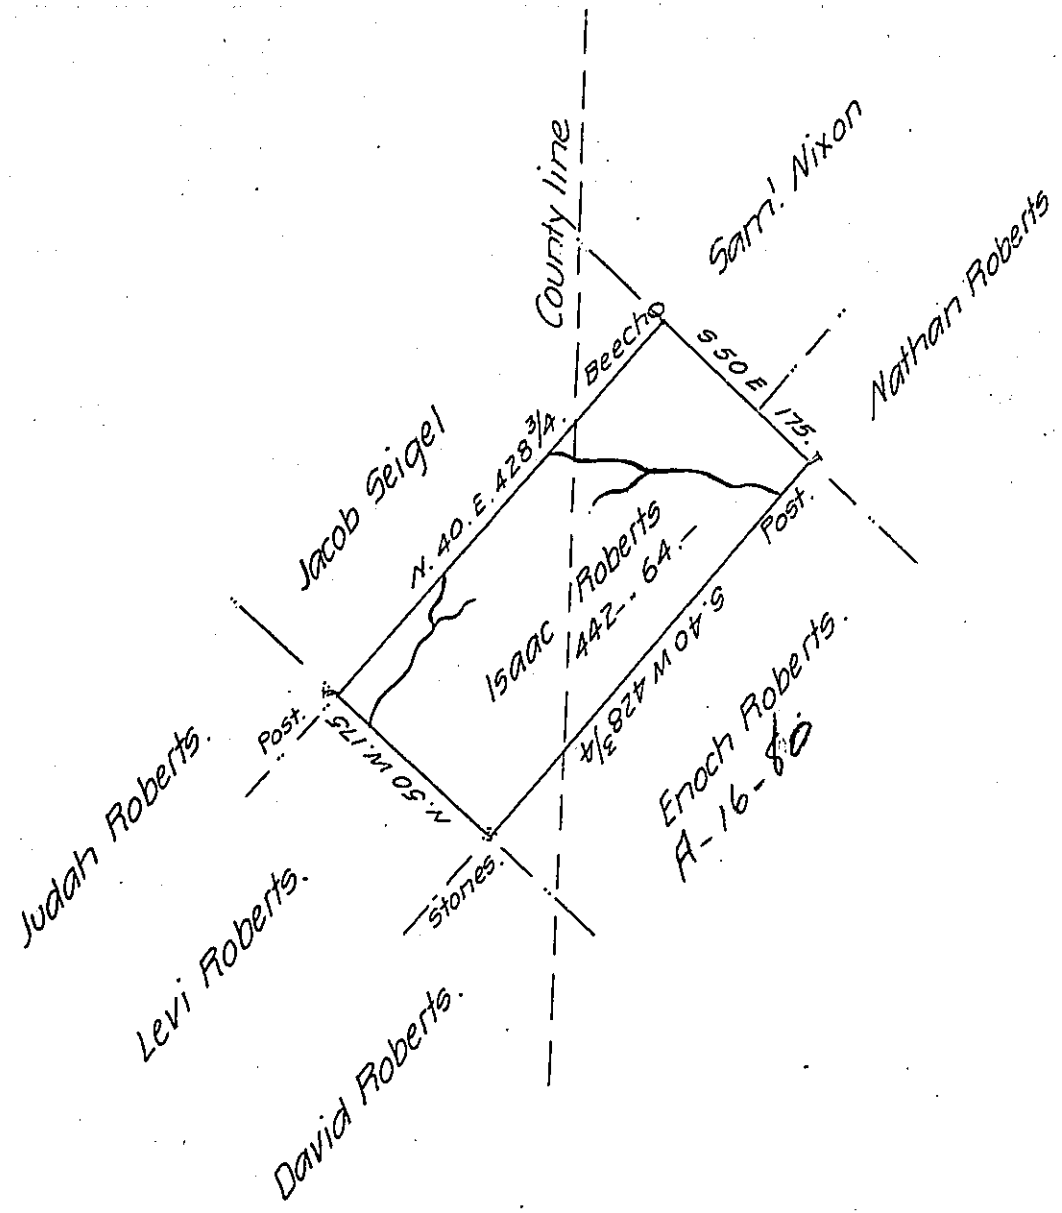 County line
Sam'. Nixon
Nathan Roberts
Beech
S 50 E 175.
Jacob Seigel
N. 40. E. 428 3/4.
Post.
Isaac Roberts
442-.. 64.-
S. 40 W 428 3/4
Enoch Roberts.
A-16-80
Post.
N. 50 W. 175
Judah Roberts.
Stones.
Levi Roberts.
David Roberts.